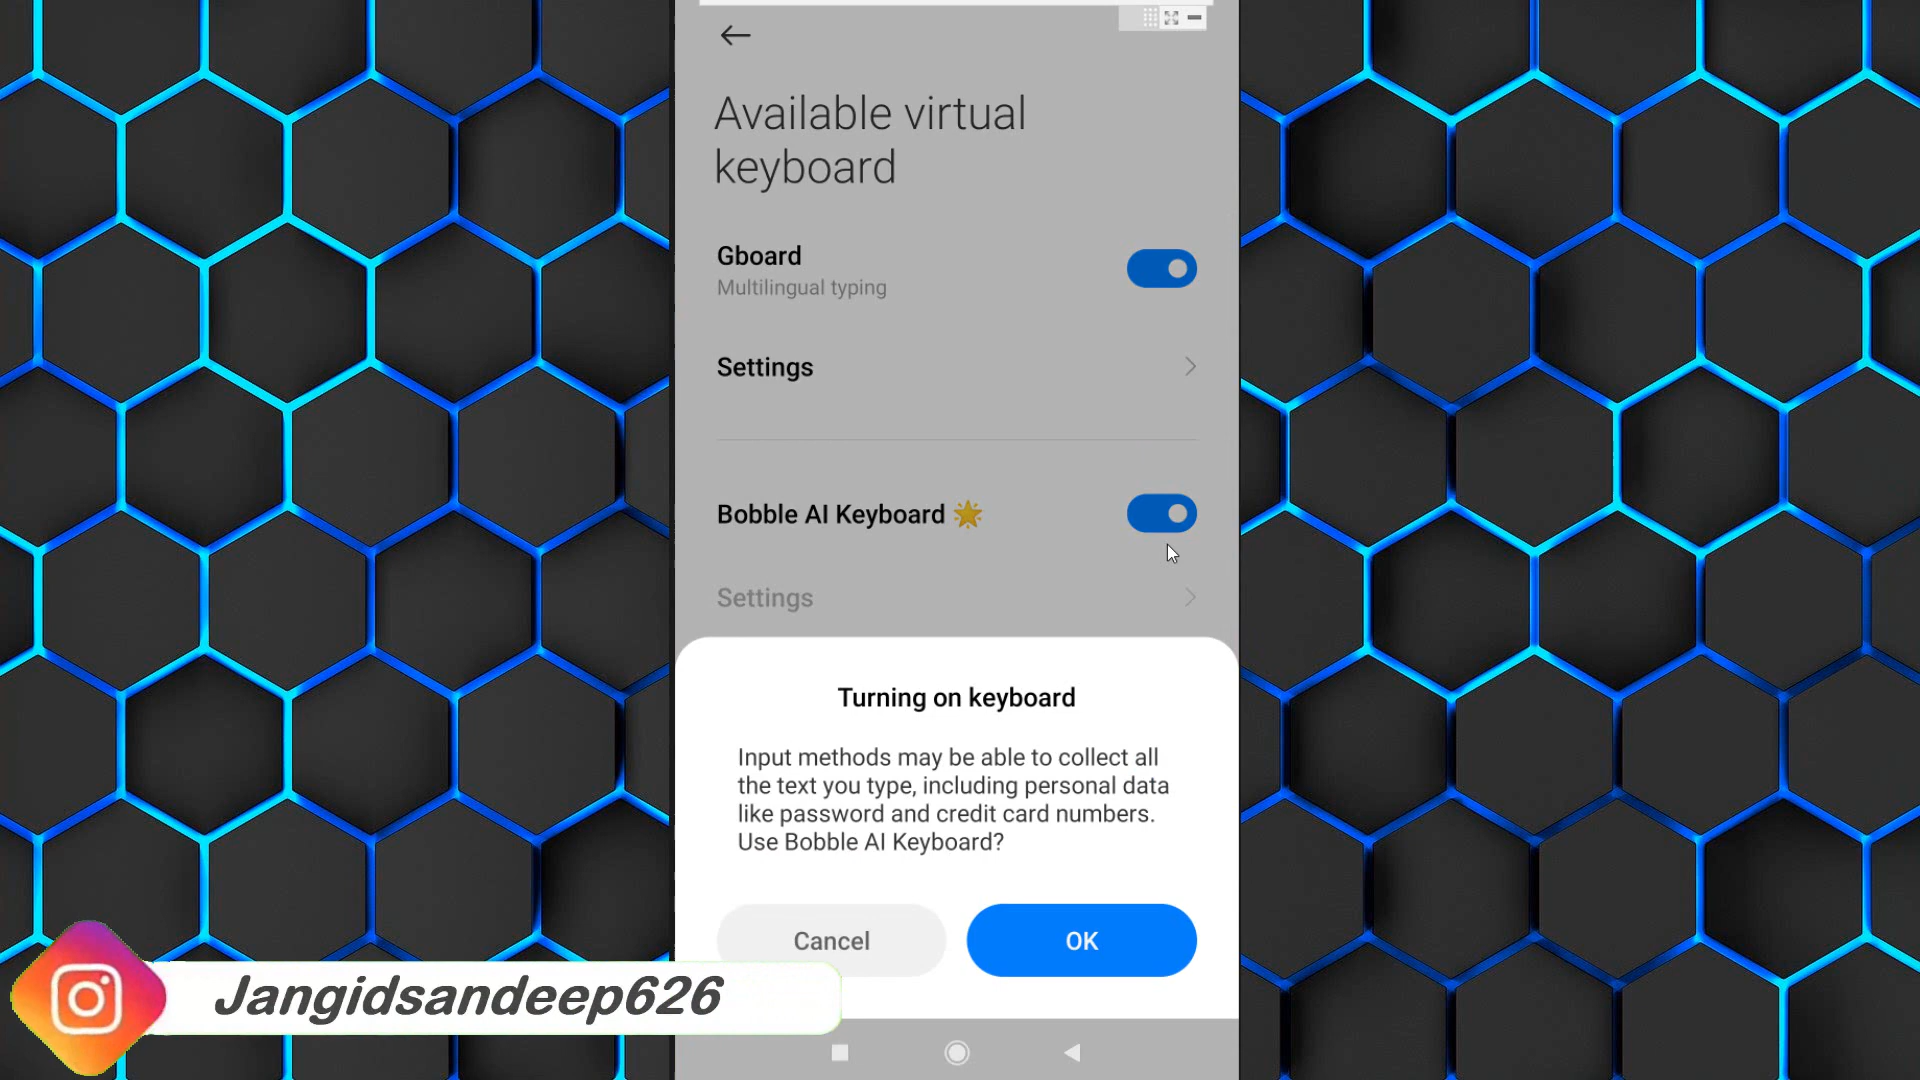 Available virtual
keyboard
Gboard
Multilingual typing
Settings
Bobble AI Keyboard 🌟
Settings
Turning on keyboard
Input methods may be able to collect all
the text you type, including personal data
like password and credit card numbers.
Use Bobble AI Keyboard?
Cancel
OK
Jangidsandeep626